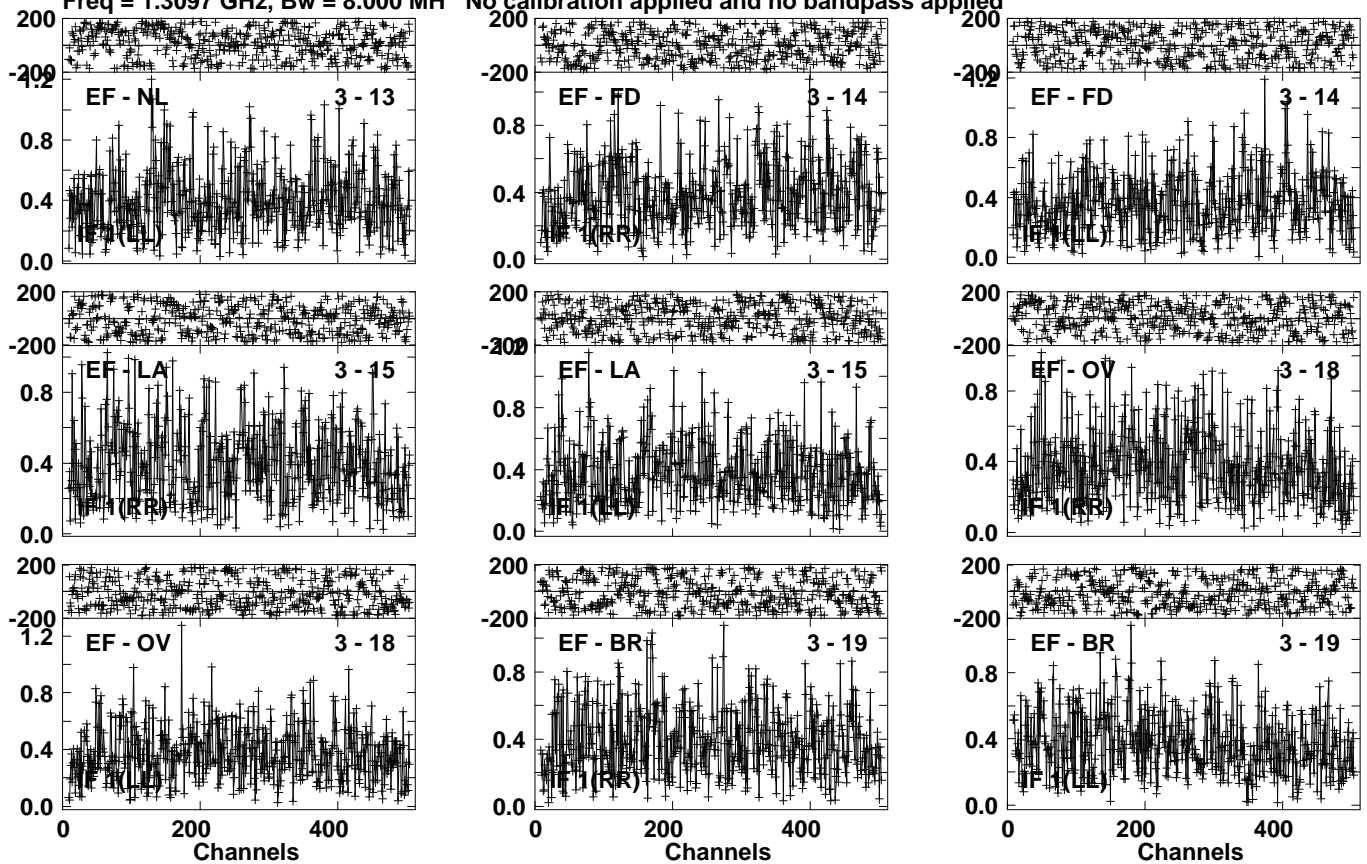 Freq = 1.3097 GHz, Bw = 8.000 MH No calibration applied and no bandpass applied
200 200 200
-200 -200 -200
1.2 EF - NL 3 - 13 EF - FD 3 - 14 1.2 EF - FD 3 - 14
0.8 0.8 0.8
0.4 0.4 0.4
IF 1(LL) IF 1(RR) IF 1(LL)
0.0 0.0 0.0
200 200 200
-200 -200 -200
EF - LA 3 - 15 1.2 EF - LA 3 - 15 EF - OV 3 - 18
0.8 0.8 0.8
0.4 0.4 0.4
IF 1(RR) IF 1(LL) IF 1(RR)
0.0 0.0 0.0
200 200 200
-200 -200 -200
1.2 EF - OV 3 - 18 EF - BR 3 - 19 EF - BR 3 - 19
0.8 0.8 0.8
0.4 0.4 0.4
IF 1(LL) IF 1(RR) IF 1(LL)
0.0 0.0 0.0
0 200 400 0 200 400 0 200 400
Channels Channels Channels